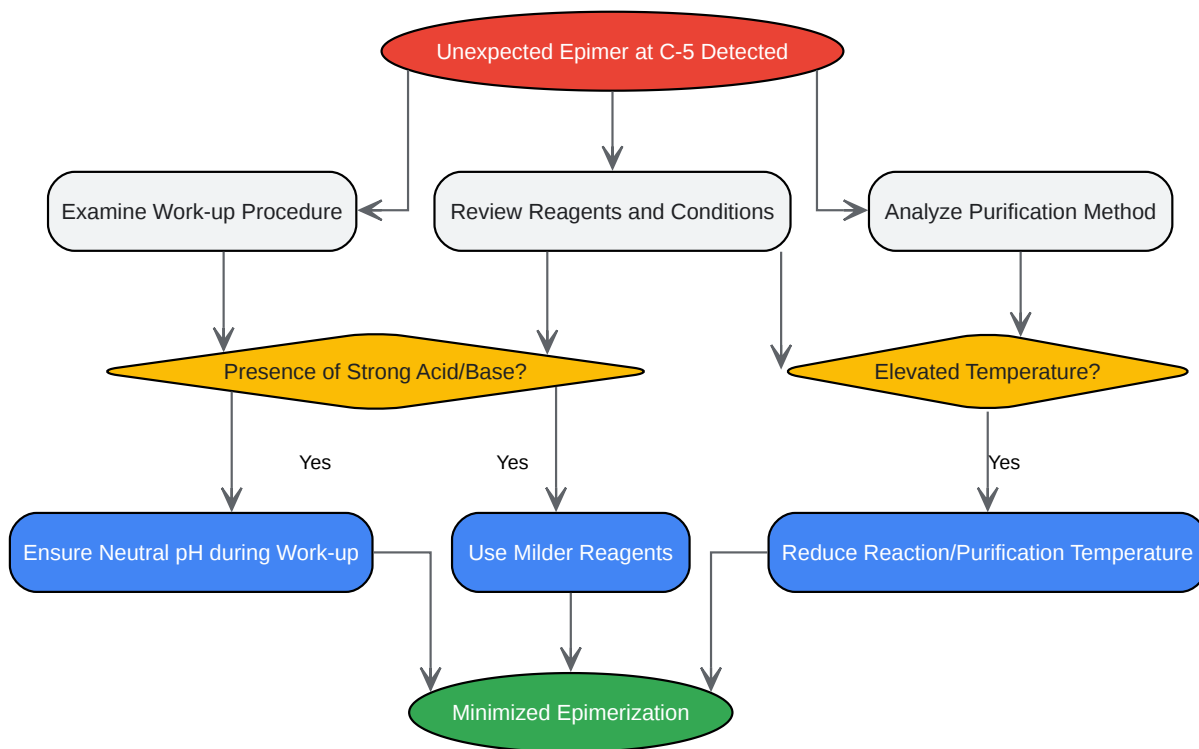 Unexpected Epimer at C-5 Detected
Examine Work-up Procedure
Review Reagents and Conditions
Analyze Purification Method
Presence of Strong Acid/Base?
Elevated Temperature?
Yes
Yes
Yes
Ensure Neutral pH during Work-up
Use Milder Reagents
Reduce Reaction/Purification Temperature
Minimized Epimerization